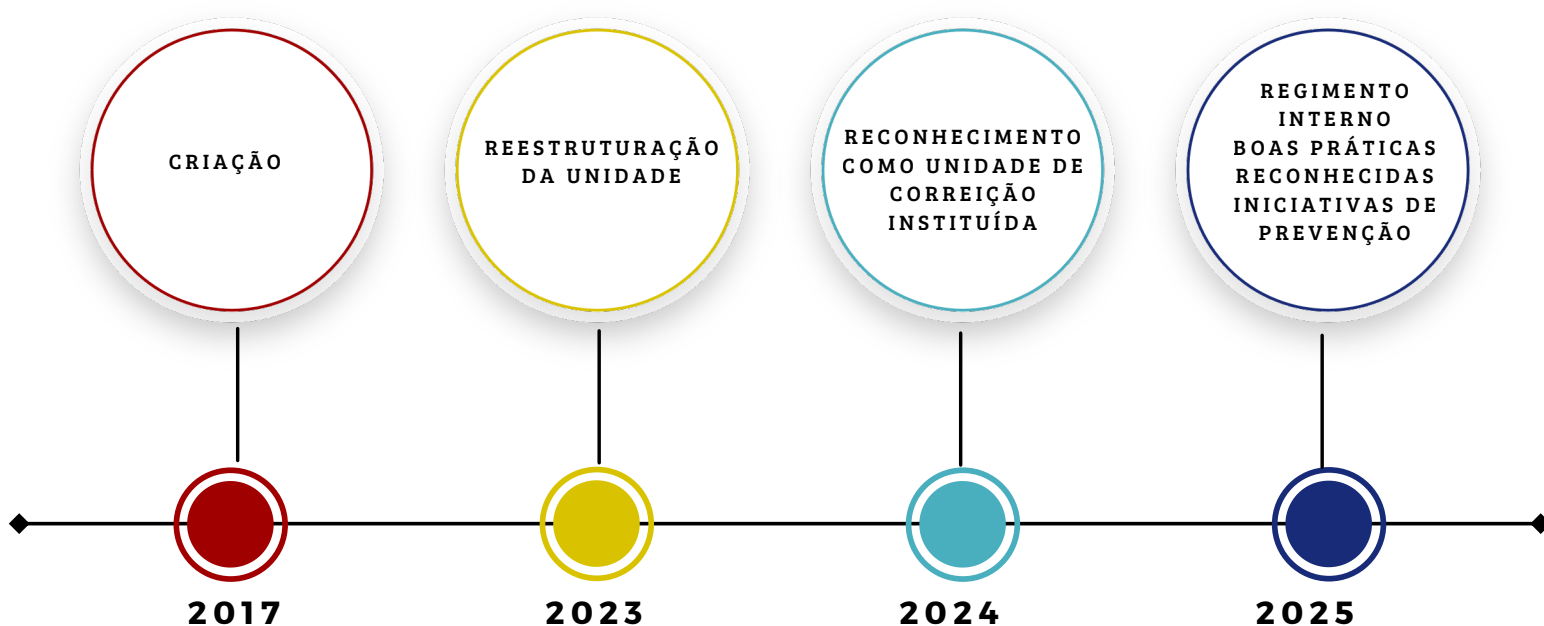 CRIAÇÃO
REESTRUTURAÇÃO
DA UNIDADE
RECONHECIMENTO
COMO UNIDADE DE
CORREIÇÃO
INSTITUÍDA
REGIMENTO
INTERNO
BOAS PRÁTICAS
RECONHECIDAS
INICIATIVAS DE
PREVENÇÃO
2017
2023
2024
2025